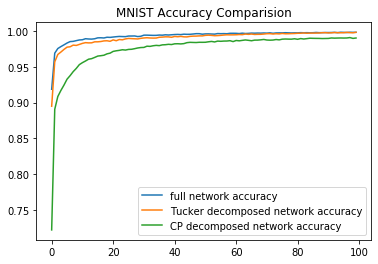 MNIST Accuracy Comparision
1.00
0.95
0.90
0.85
0.80
0.75
full network accuracy
Tucker decomposed network accuracy
CP decomposed network accuracy
0 20 40 60 80 100